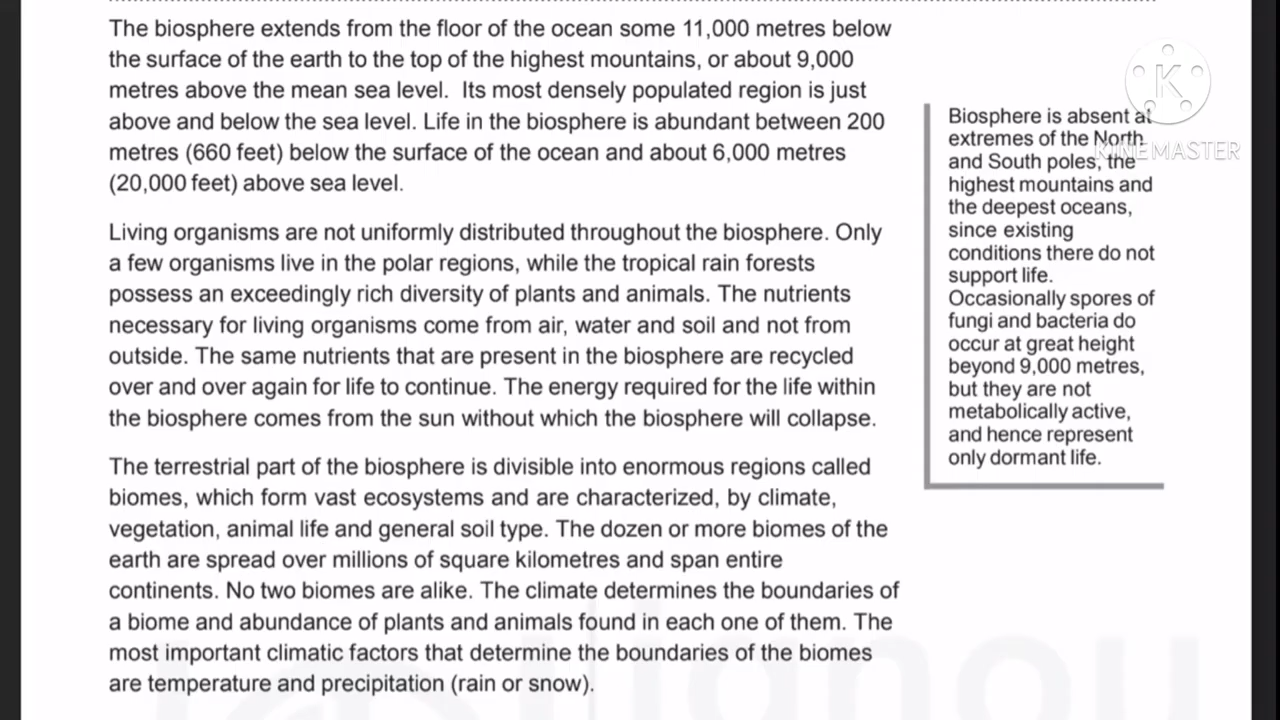 The biosphere extends from the floor of the ocean some 11,000 metres below
the surface of the earth to the top of the highest mountains, or about 9,000
metres above the mean sea level.  Its most densely populated region is just
above and below the sea level. Life in the biosphere is abundant between 200
metres (660 feet) below the surface of the ocean and about 6,000 metres
(20,000 feet) above sea level.
Living organisms are not uniformly distributed throughout the biosphere. Only
a few organisms live in the polar regions, while the tropical rain forests
possess an exceedingly rich diversity of plants and animals. The nutrients
necessary for living organisms come from air, water and soil and not from
outside. The same nutrients that are present in the biosphere are recycled
over and over again for life to continue. The energy required for the life within
the biosphere comes from the sun without which the biosphere will collapse.
The terrestrial part of the biosphere is divisible into enormous regions called
biomes, which form vast ecosystems and are characterized, by climate,
vegetation, animal life and general soil type. The dozen or more biomes of the
earth are spread over millions of square kilometres and span entire
continents. No two biomes are alike. The climate determines the boundaries of
a biome and abundance of plants and animals found in each one of them. The
most important climatic factors that determine the boundaries of the biomes
are temperature and precipitation (rain or snow).
Biosphere is absent at
extremes of the North
and South poles, the
highest mountains and
the deepest oceans,
since existing
conditions there do not
support life.
Occasionally spores of
fungi and bacteria do
occur at great height
beyond 9,000 metres,
but they are not
metabolically active,
and hence represent
only dormant life.
K
KINEMASTER
ignou